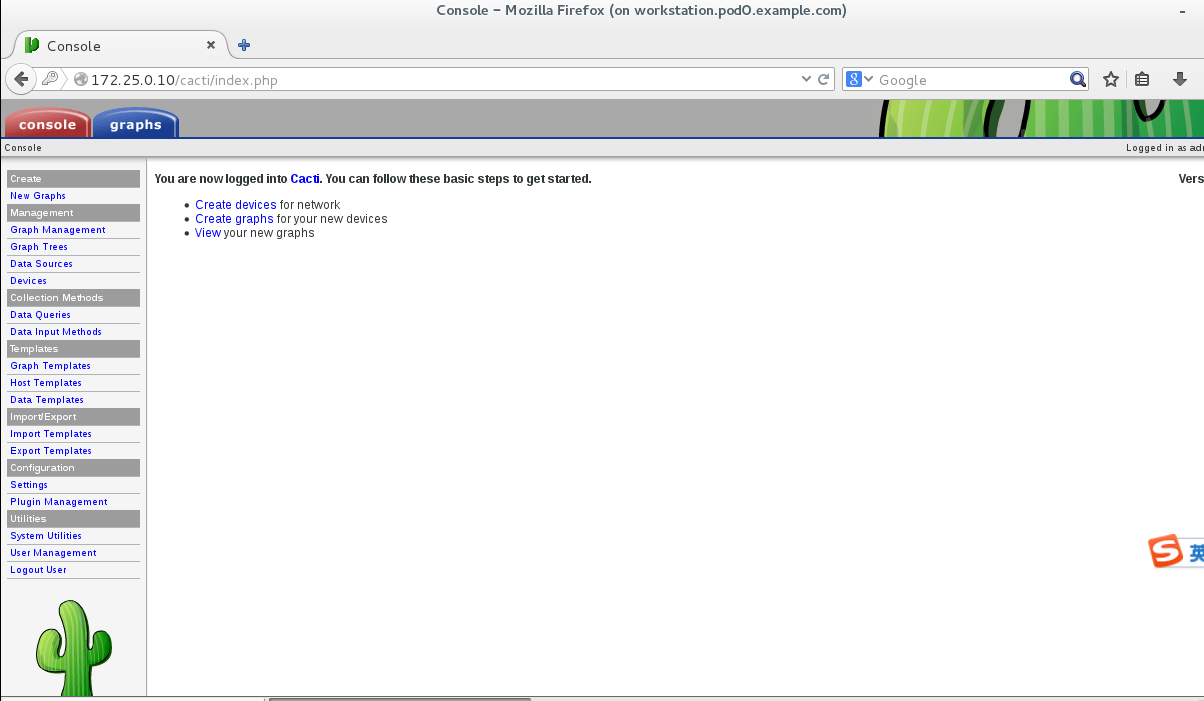 Console - Mozilla Firefox (on workstation.pod0.example.com)
Console
172.25.0.10/cacti/index.php
Google
console
graphs
Console
Logged in as
You are now logged into Cacti. You can follow these basic steps to get started.
Create devices for network
Create graphs for your new devices
View your new graphs
Create
New Graphs
Management
Graph Management
Graph Trees
Data Sources
Devices
Collection Methods
Data Queries
Data Input Methods
Templates
Graph Templates
Host Templates
Data Templates
Import/Export
Import Templates
Export Templates
Configuration
Settings
Plugin Management
Utilities
System Utilities
User Management
Logout User